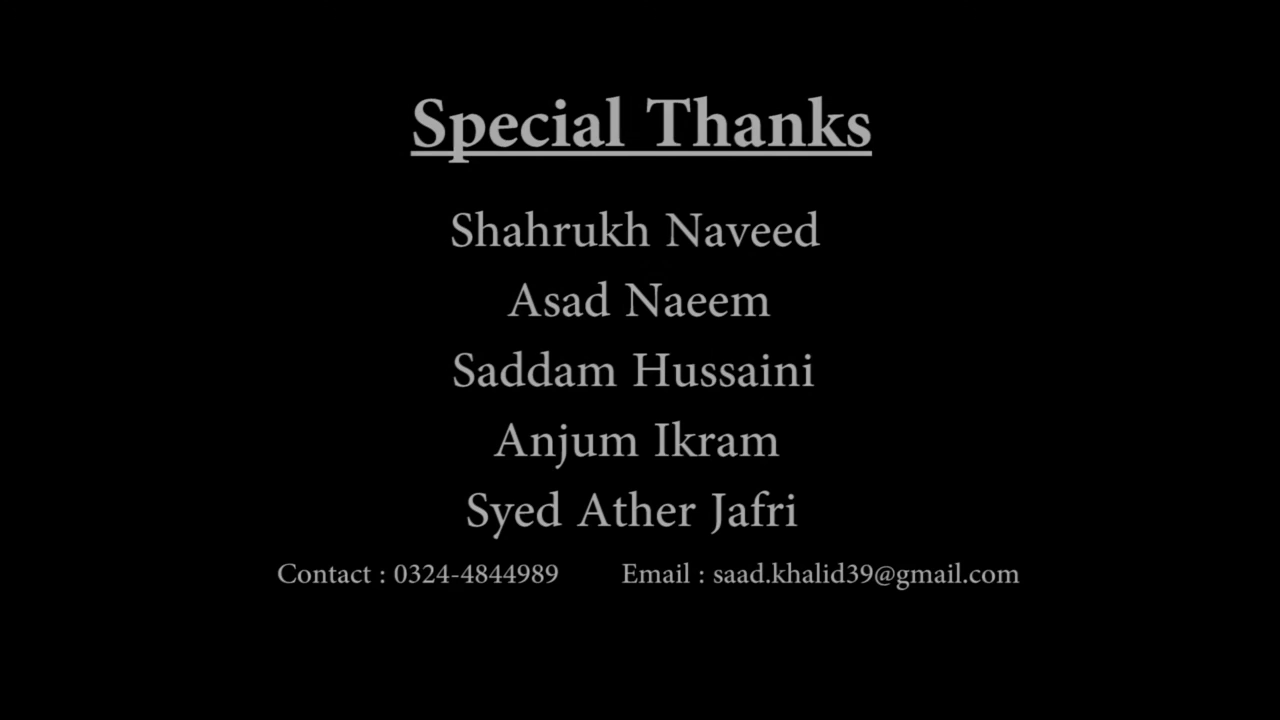 Special Thanks
Shahrukh Naveed
Asad Naeem
Saddam Hussaini
Anjum Ikram
Syed Ather Jafri
Contact : 0324-4844989 Email : saad.khalid39@gmail.com